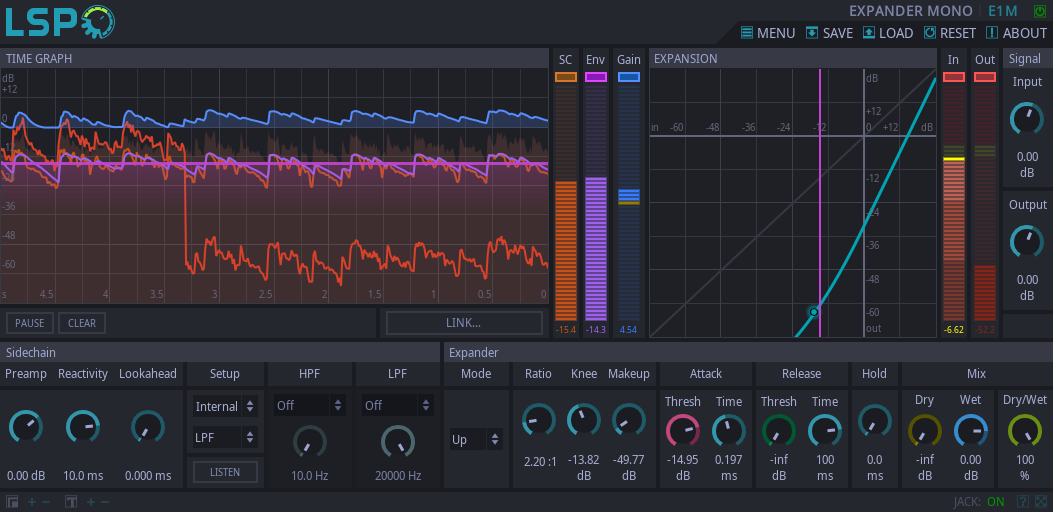 LSP
EXPANDER MONO E1M
MENU SAVE LOAD RESET ABOUT
TIME GRAPH SC Env Gain EXPANSION In Out Signal
dB
+12
0
-36
-48
-60
s 4.5 4 3.5 3 2.5 2 1.5 1 0.5 0
-15.4 -14.3 4.54
dB
+12
in -60 -48 -36 -24 -12 0 +12 dB
-12
-24
-36
-48
-60
out
-6.62 -52.2
Input
0.00
dB
Output
0.00
dB
PAUSE CLEAR LINK...
Sidechain Expander
Preamp Reactivity Lookahead Setup HPF LPF Mode Ratio Knee Makeup Attack Release Hold Mix
Thresh Time Thresh Time Dry Wet Dry/Wet
Internal Off Off
LPF Up
LISTEN
0.00 dB 10.0 ms 0.000 ms 10.0 Hz 20000 Hz
2.20 :1 -13.82 dB -49.77 dB -14.95 dB 0.197 ms -inf dB 100 ms 0.0 ms -inf dB 0.00 dB 100 %
JACK: ON